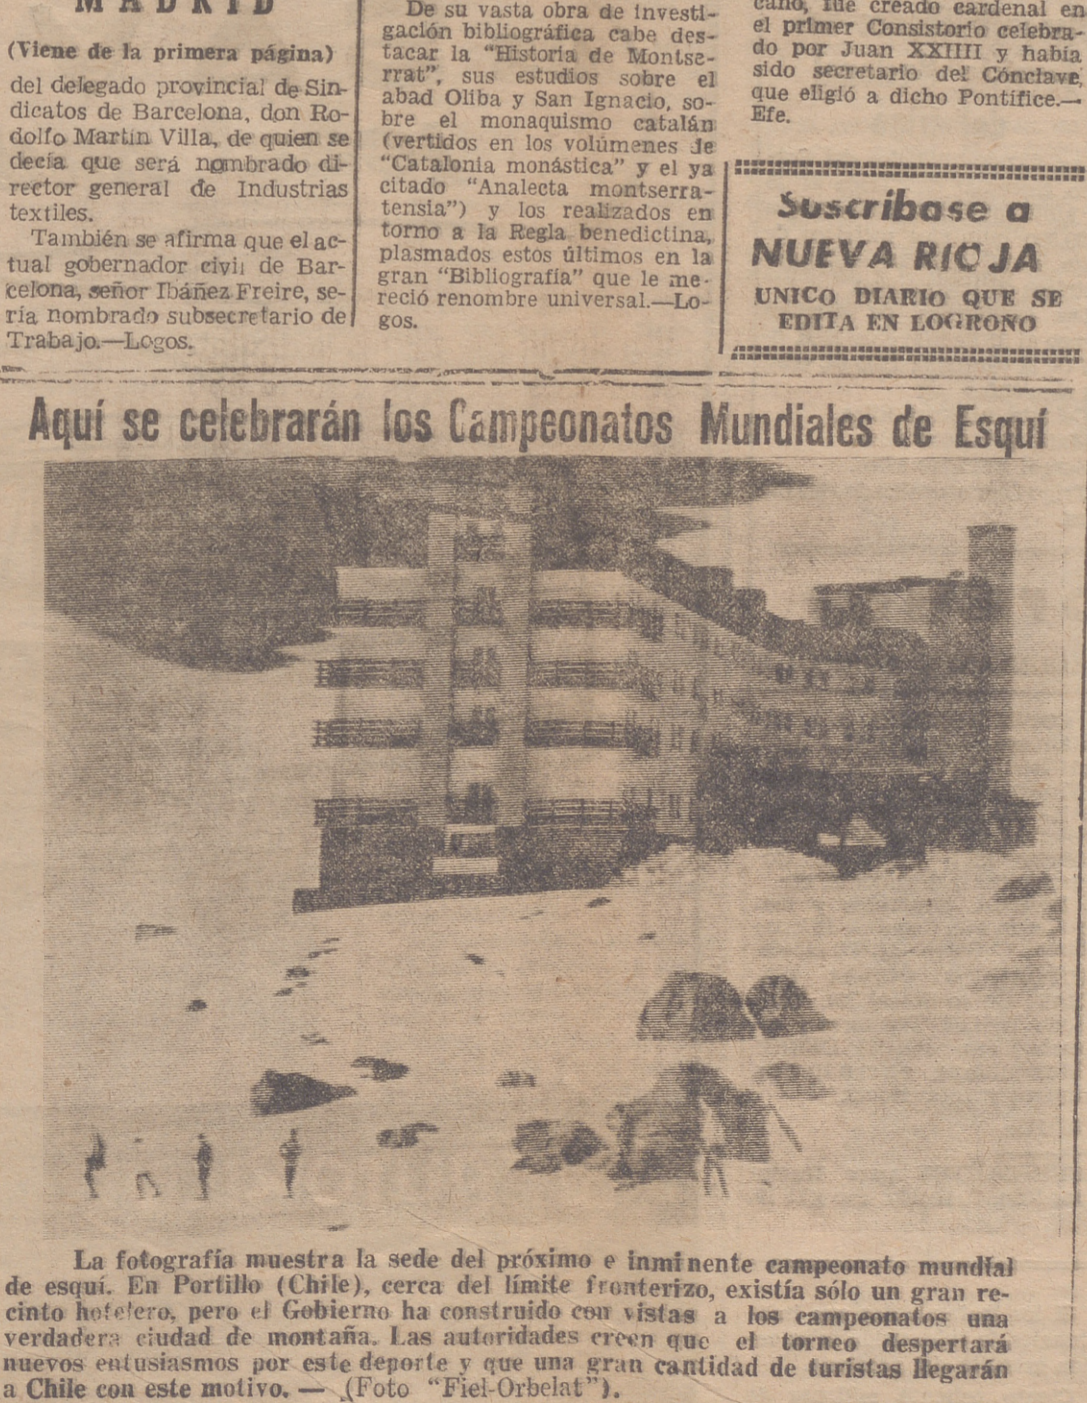 MADRID
(Viene de la primera página)
del delegado provincial de Sin-
dicatos de Barcelona, don Ro-
dolfo Martín Villa, de quien se
decía que será nombrado di-
rector general de Industrias
textiles.
También se afirma que el ac-
tual gobernador civil de Bar-
celona, señor Ibáñez Freire, se-
ría nombrado subsecretario de
Trabajo.—Logos.
De su vasta obra de investi-
gación bibliográfica cabe des-
tacar la "Historia de Montse-
rrat", sus estudios sobre el
abad Oliba y San Ignacio, so-
bre el monaquismo catalán
(vertidos en los volúmenes de
"Catalonia monástica" y el ya
citado "Analecta montserra-
tensia") y los realizados en
torno a la Regla benedictina,
plasmados estos últimos en la
gran "Bibliografía" que le me-
reció renombre universal.—Lo-
gos.
cano, fue creado cardenal en
el primer Consistorio celebra-
do por Juan XXIIII y había
sido secretario del Cónclave,
que eligió a dicho Pontífice.—
Efe.
Suscríbase a
NUEVA RIOJA
UNICO DIARIO QUE SE
EDITA EN LOGROÑO
Aquí se celebrarán los Campeonatos Mundiales de Esquí
La fotografía muestra la sede del próximo e inminente campeonato mundial
de esquí. En Portillo (Chile), cerca del límite fronterizo, existía sólo un gran re-
cinto hotelero, pero el Gobierno ha construido con vistas a los campeonatos una
verdadera ciudad de montaña. Las autoridades creen que el torneo despertará
nuevos entusiasmos por este deporte y que una gran cantidad de turistas llegarán
a Chile con este motivo. — (Foto "Fiel-Orbelat").